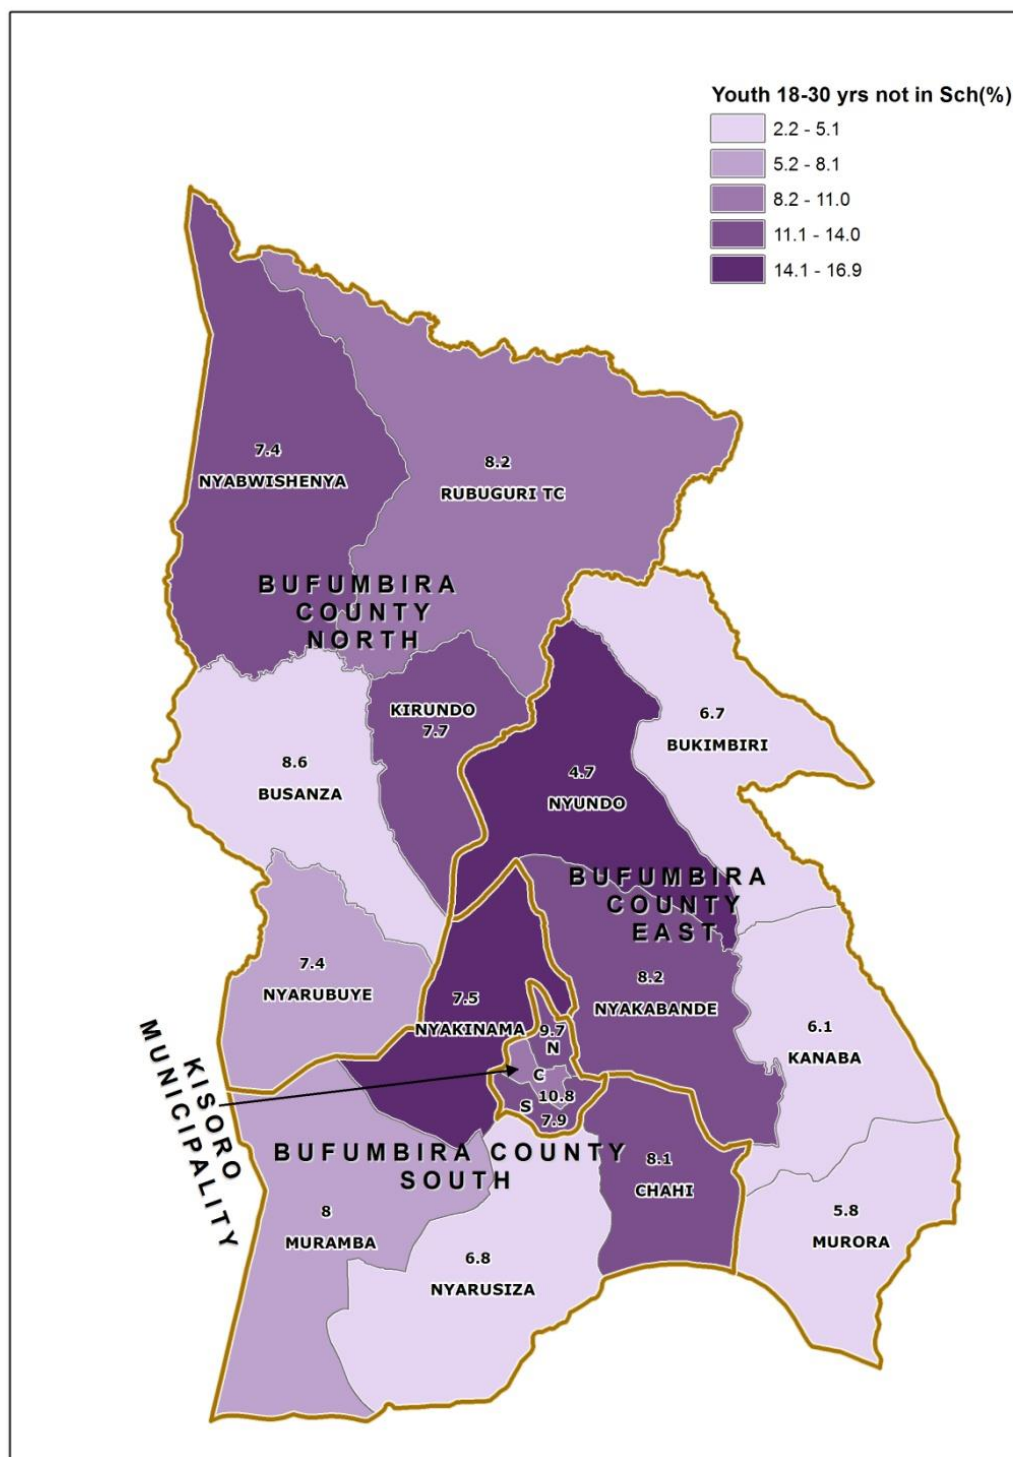 Youth 18-30 yrs not in Sch(%)
2.2 - 5.1
5.2 - 8.1
8.2 - 11.0
11.1 - 14.0
14.1 - 16.9
7.4
NYABWISHENYA
8.2
RUBUGURI TC
BUFUMBIRA
COUNTY
NORTH
KIRUNDO
7.7
6.7
BUKIMBIRI
8.6
BUSANZA
4.7
NYUNDO
BUFUMBIRA
COUNTY
EAST
7.4
NYARUBUYE
8.2
NYAKABANDE
7.5
NYAKINAMA
9.7
N
6.1
KANABA
C
10.8
S
7.9
KISORO
MUNICIPALITY
BUFUMBIRA COUNTY
SOUTH
8.1
CHAHI
8
MURAMBA
5.8
MURORA
6.8
NYARUSIZA